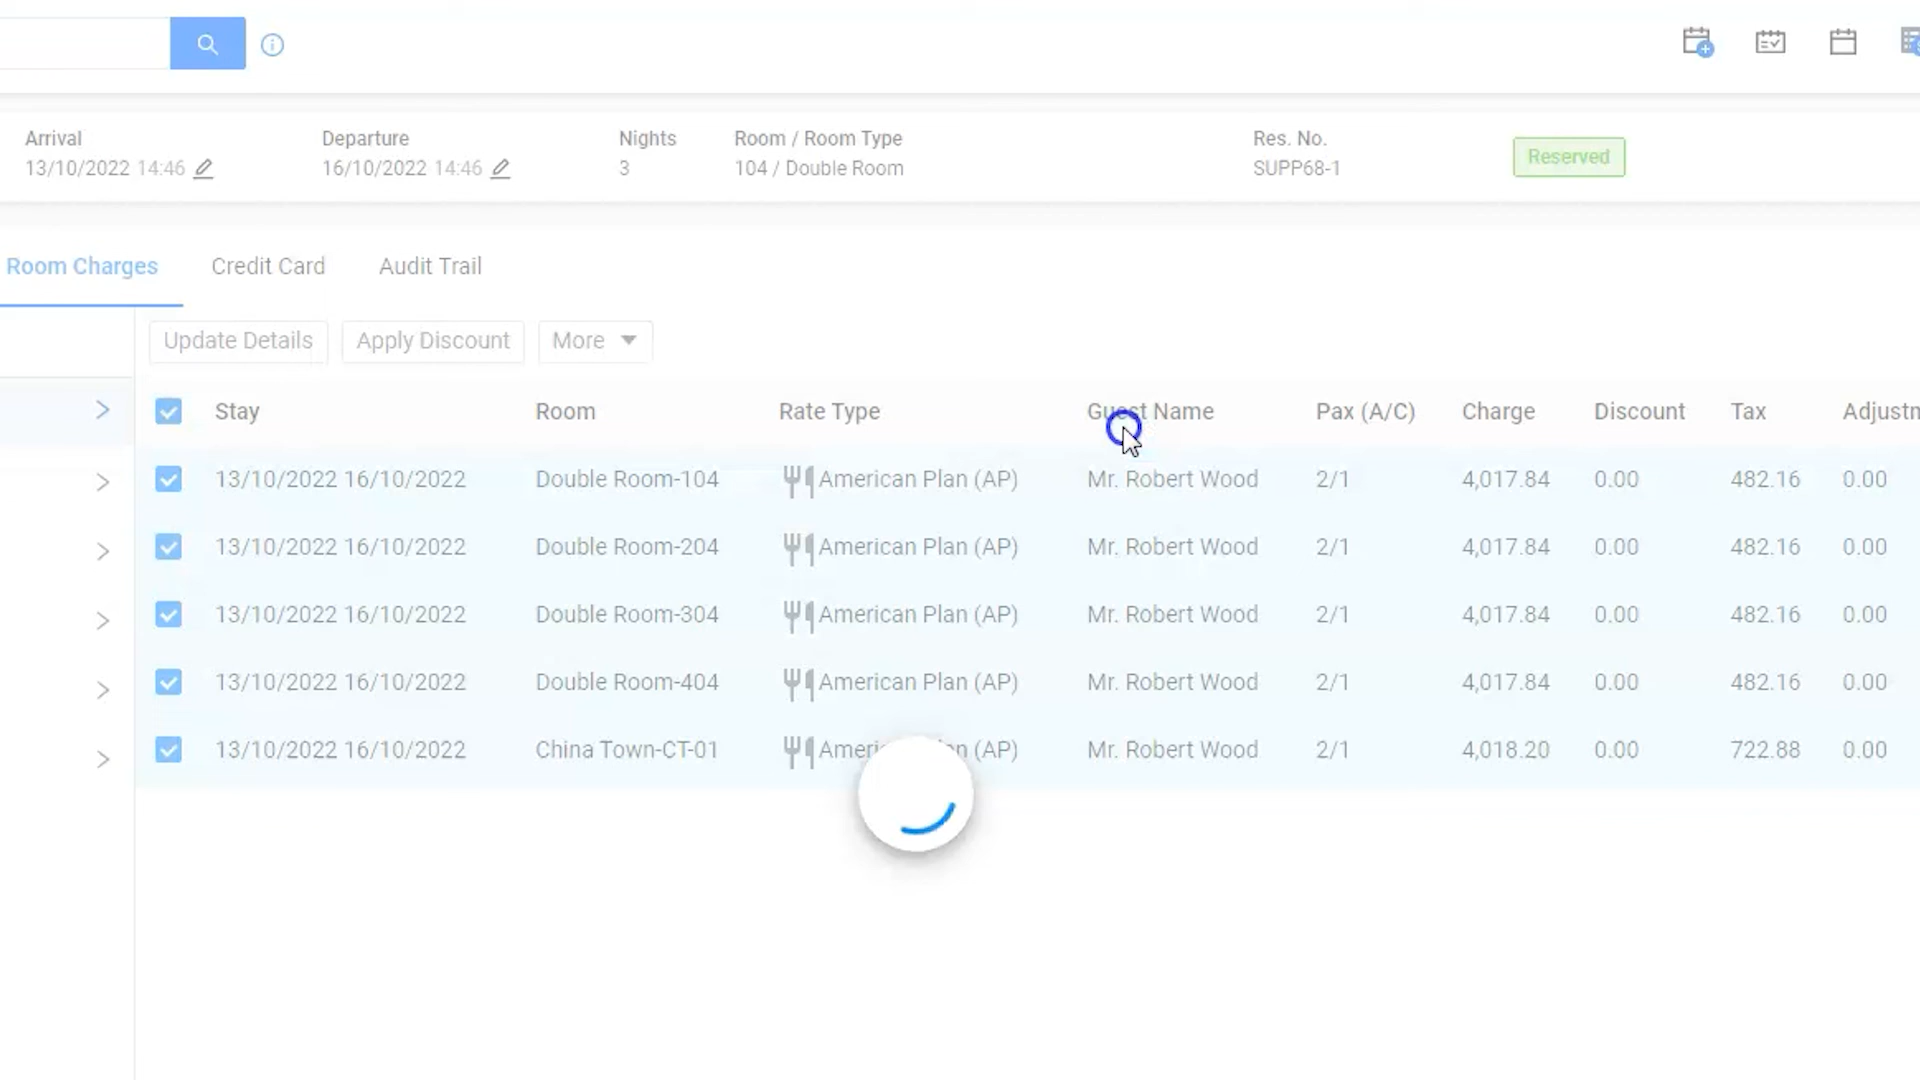 Arrival Departure Nights Room / Room Type Res. No.
13/10/2022 14:46 16/10/2022 14:46 3 104 / Double Room SUPP68-1 Reserved
Room Charges Credit Card Audit Trail
Update Details Apply Discount More
Stay Room Rate Type Guest Name Pax (A/C) Charge Discount Tax Adjustm
13/10/2022 16/10/2022 Double Room-104 American Plan (AP) Mr. Robert Wood 2/1 4,017.84 0.00 482.16 0.00
13/10/2022 16/10/2022 Double Room-204 American Plan (AP) Mr. Robert Wood 2/1 4,017.84 0.00 482.16 0.00
13/10/2022 16/10/2022 Double Room-304 American Plan (AP) Mr. Robert Wood 2/1 4,017.84 0.00 482.16 0.00
13/10/2022 16/10/2022 Double Room-404 American Plan (AP) Mr. Robert Wood 2/1 4,017.84 0.00 482.16 0.00
13/10/2022 16/10/2022 China Town-CT-01 (AP) Mr. Robert Wood 2/1 4,018.20 0.00 722.88 0.00